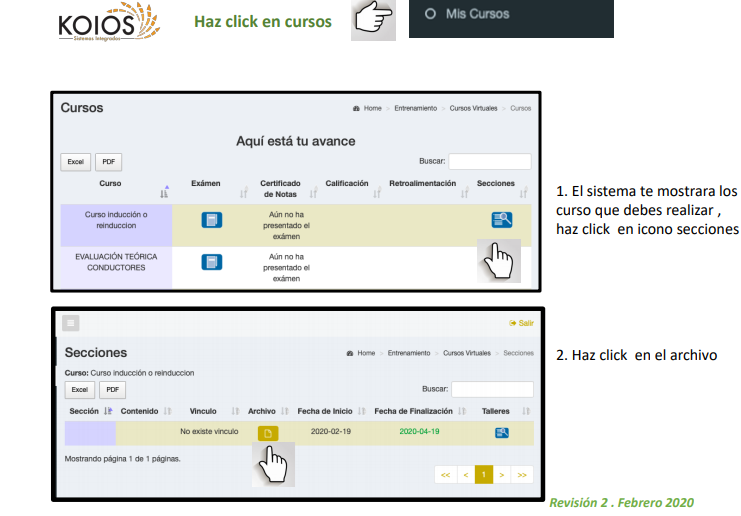 KOIOS
Sistemas Integrados
Haz click en cursos
Mis Cursos
Cursos
Home > Entrenamiento > Cursos Virtuales > Cursos
Aquí está tu avance
Excel PDF Buscar:
Curso Exámen Certificado de Notas Calificación Retroalimentación Secciones
Curso inducción o reinduccion Aún no ha presentado el exámen
EVALUACIÓN TEÓRICA CONDUCTORES Aún no ha presentado el exámen
1. El sistema te mostrara los
curso que debes realizar ,
haz click en icono secciones
Salir
Secciones
Home > Entrenamiento > Cursos Virtuales > Secciones
Curso: Curso inducción o reinduccion
Excel PDF Buscar:
Sección Contenido Vinculo Archivo Fecha de Inicio Fecha de Finalización Talleres
No existe vinculo 2020-02-19 2020-04-19
Mostrando página 1 de 1 páginas.
<< < 1 > >>
2. Haz click en el archivo
Revisión 2 . Febrero 2020